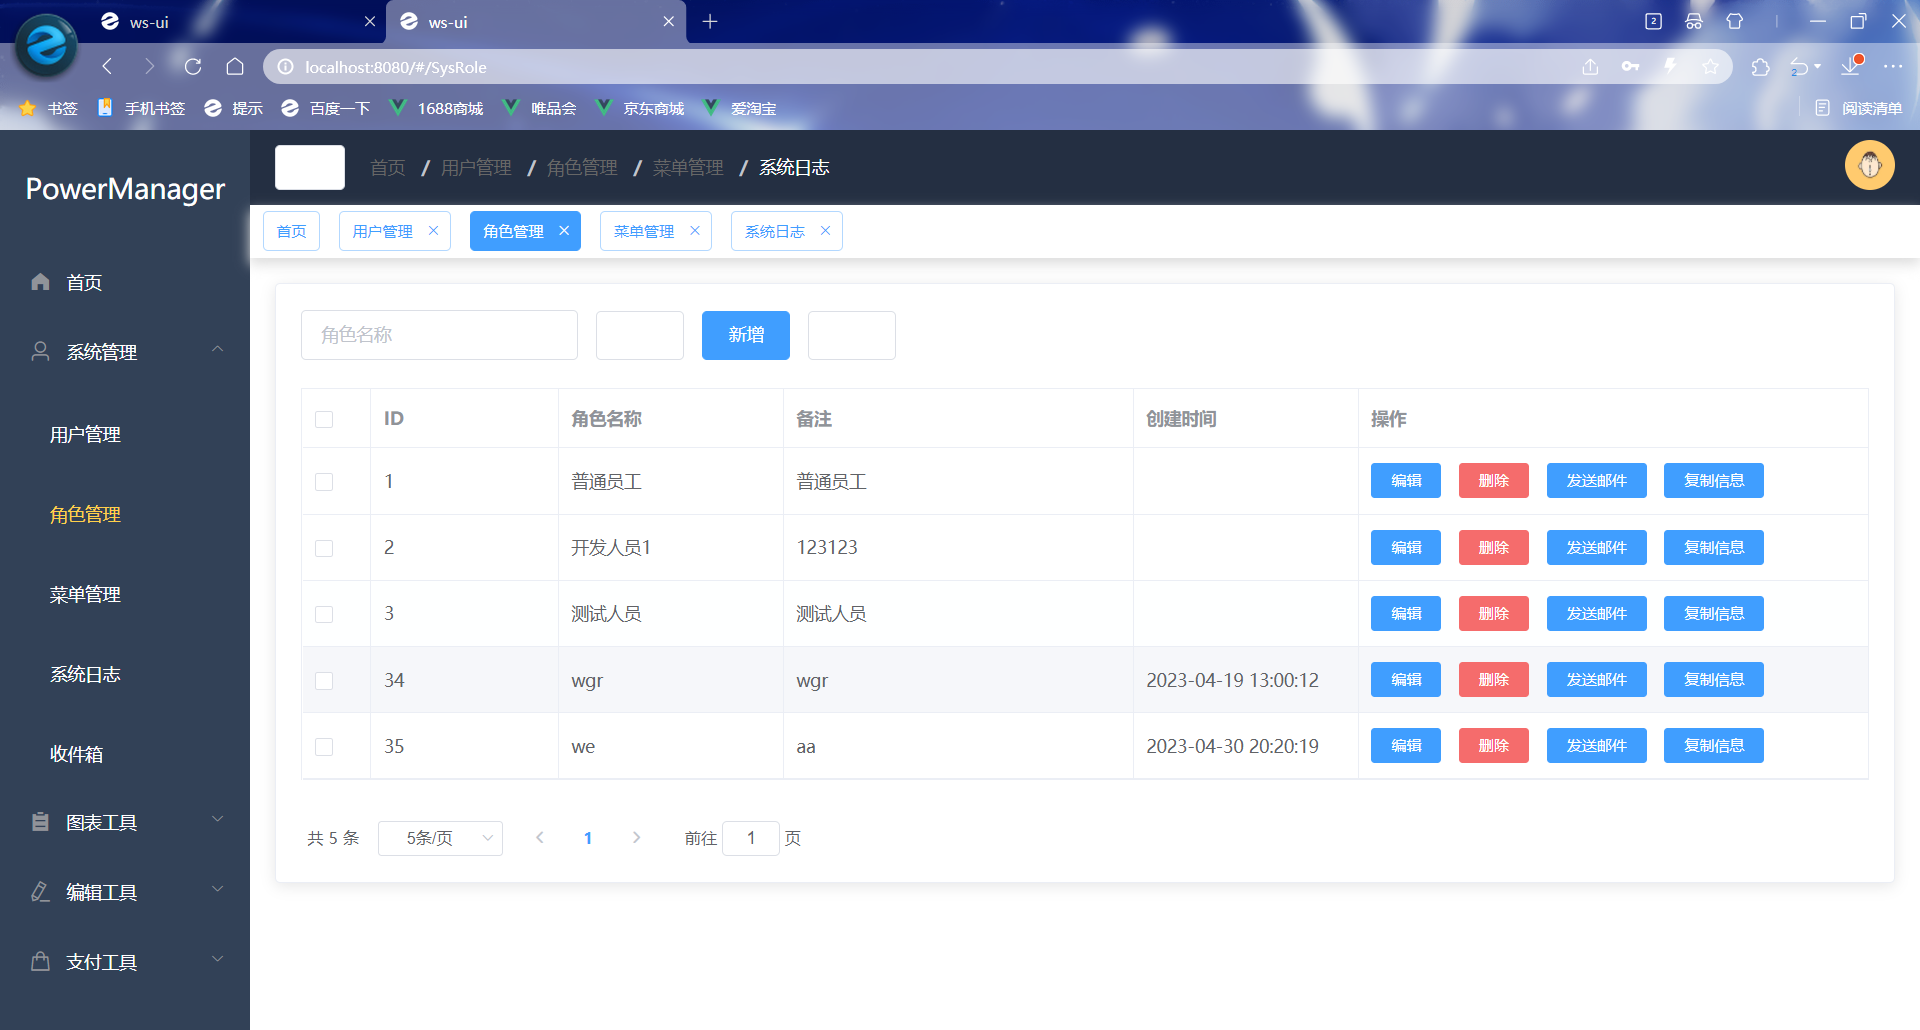 ws-ui
ws-ui
2
localhost:8080/#/SysRole
2
书签 手机书签 提示 百度一下 1688商城 唯品会 京东商城 爱淘宝 阅读清单
PowerManager
首页 / 用户管理 / 角色管理 / 菜单管理 / 系统日志
首页 用户管理 角色管理 菜单管理 系统日志
首页
系统管理
用户管理
角色管理
菜单管理
系统日志
收件箱
图表工具
编辑工具
支付工具
角色名称 新增
ID 角色名称 备注 创建时间 操作
1 普通员工 普通员工 编辑 删除 发送邮件 复制信息
2 开发人员1 123123 编辑 删除 发送邮件 复制信息
3 测试人员 测试人员 编辑 删除 发送邮件 复制信息
34 wgr wgr 2023-04-19 13:00:12 编辑 删除 发送邮件 复制信息
35 we aa 2023-04-30 20:20:19 编辑 删除 发送邮件 复制信息
共 5 条 5条/页 1 前往 1 页